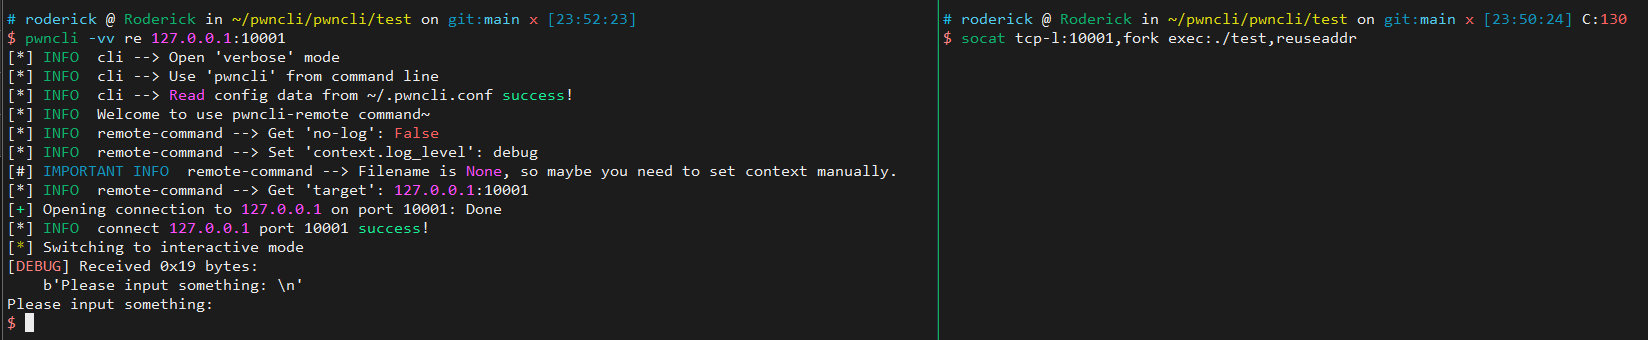 # roderick @ Roderick in ~/pwncli/pwncli/test on git:main x [23:52:23]
$ pwncli -vv re 127.0.0.1:10001
[*] INFO  cli --> Open 'verbose' mode
[*] INFO  cli --> Use 'pwncli' from command line
[*] INFO  cli --> Read config data from ~/.pwncli.conf success!
[*] INFO  Welcome to use pwncli-remote command~
[*] INFO  remote-command --> Get 'no-log': False
[*] INFO  remote-command --> Set 'context.log_level': debug
[#] IMPORTANT INFO  remote-command --> Filename is None, so maybe you need to set context manually.
[*] INFO  remote-command --> Get 'target': 127.0.0.1:10001
[+] Opening connection to 127.0.0.1 on port 10001: Done
[*] INFO  connect 127.0.0.1 port 10001 success!
[*] Switching to interactive mode
[DEBUG] Received 0x19 bytes:
    b'Please input something: \n'
Please input something:
$
# roderick @ Roderick in ~/pwncli/pwncli/test on git:main x [23:50:24] C:130
$ socat tcp-l:10001,fork exec:./test,reuseaddr